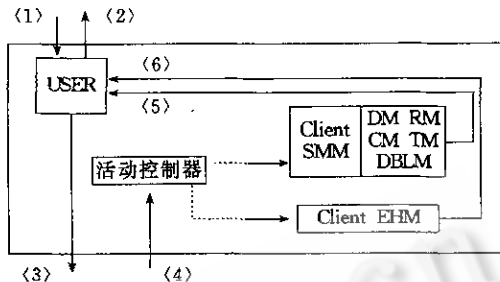 〈1〉 〈2〉
USER
〈6〉
〈5〉
Client SMM
DM RM
CM TM
DBLM
活动控制器
Client EHM
〈3〉 〈4〉